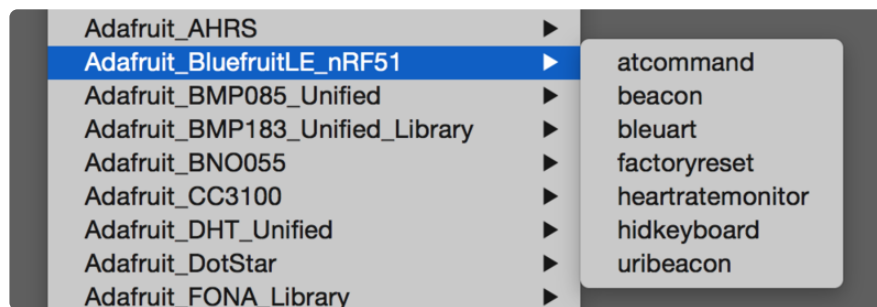 Adafruit_AHRS
Adafruit_BluefruitLE_nRF51
Adafruit_BMP085_Unified
Adafruit_BMP183_Unified_Library
Adafruit_BNO055
Adafruit_CC3100
Adafruit_DHT_Unified
Adafruit_DotStar
Adafruit_FONA_Library
atcommand
beacon
bleuart
factoryreset
heartratemonitor
hidkeyboard
uribeacon